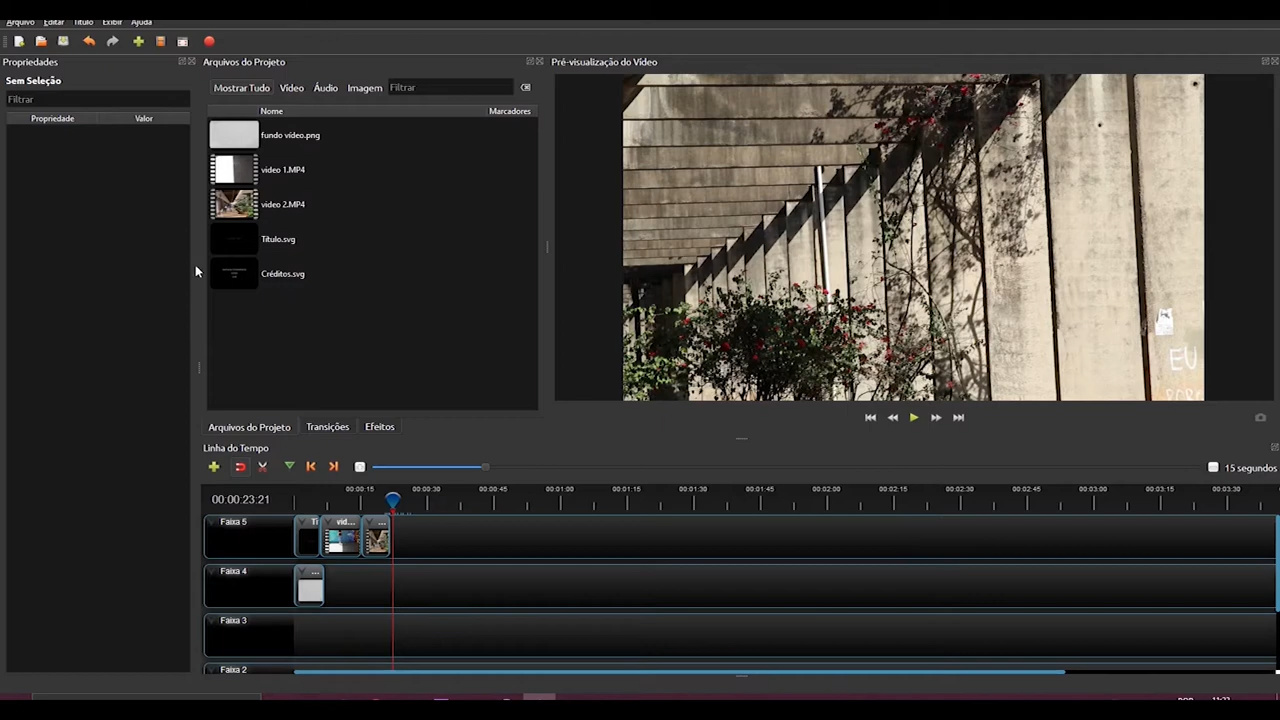 Arquivo Editar Título Exibir Ajuda
Propriedades
Arquivos do Projeto
Pré-visualização do Vídeo
Sem Seleção
Filtrar
Propriedade Valor
Mostrar Tudo Vídeo Áudio Imagem Filtrar
Nome Marcadores
fundo vídeo.png
video 1.MP4
video 2.MP4
Título.svg
Créditos.svg
EU
Arquivos do Projeto Transições Efeitos
Linha do Tempo
15 segundos
00:00:23:21
00:00:15 00:00:30 00:00:45 00:01:00 00:01:15 00:01:30 00:01:45 00:02:00 00:02:15 00:02:30 00:02:45 00:03:00 00:03:15 00:03:30
Faixa 5 Tí vid... ...
Faixa 4 ...
Faixa 3
Faixa 2